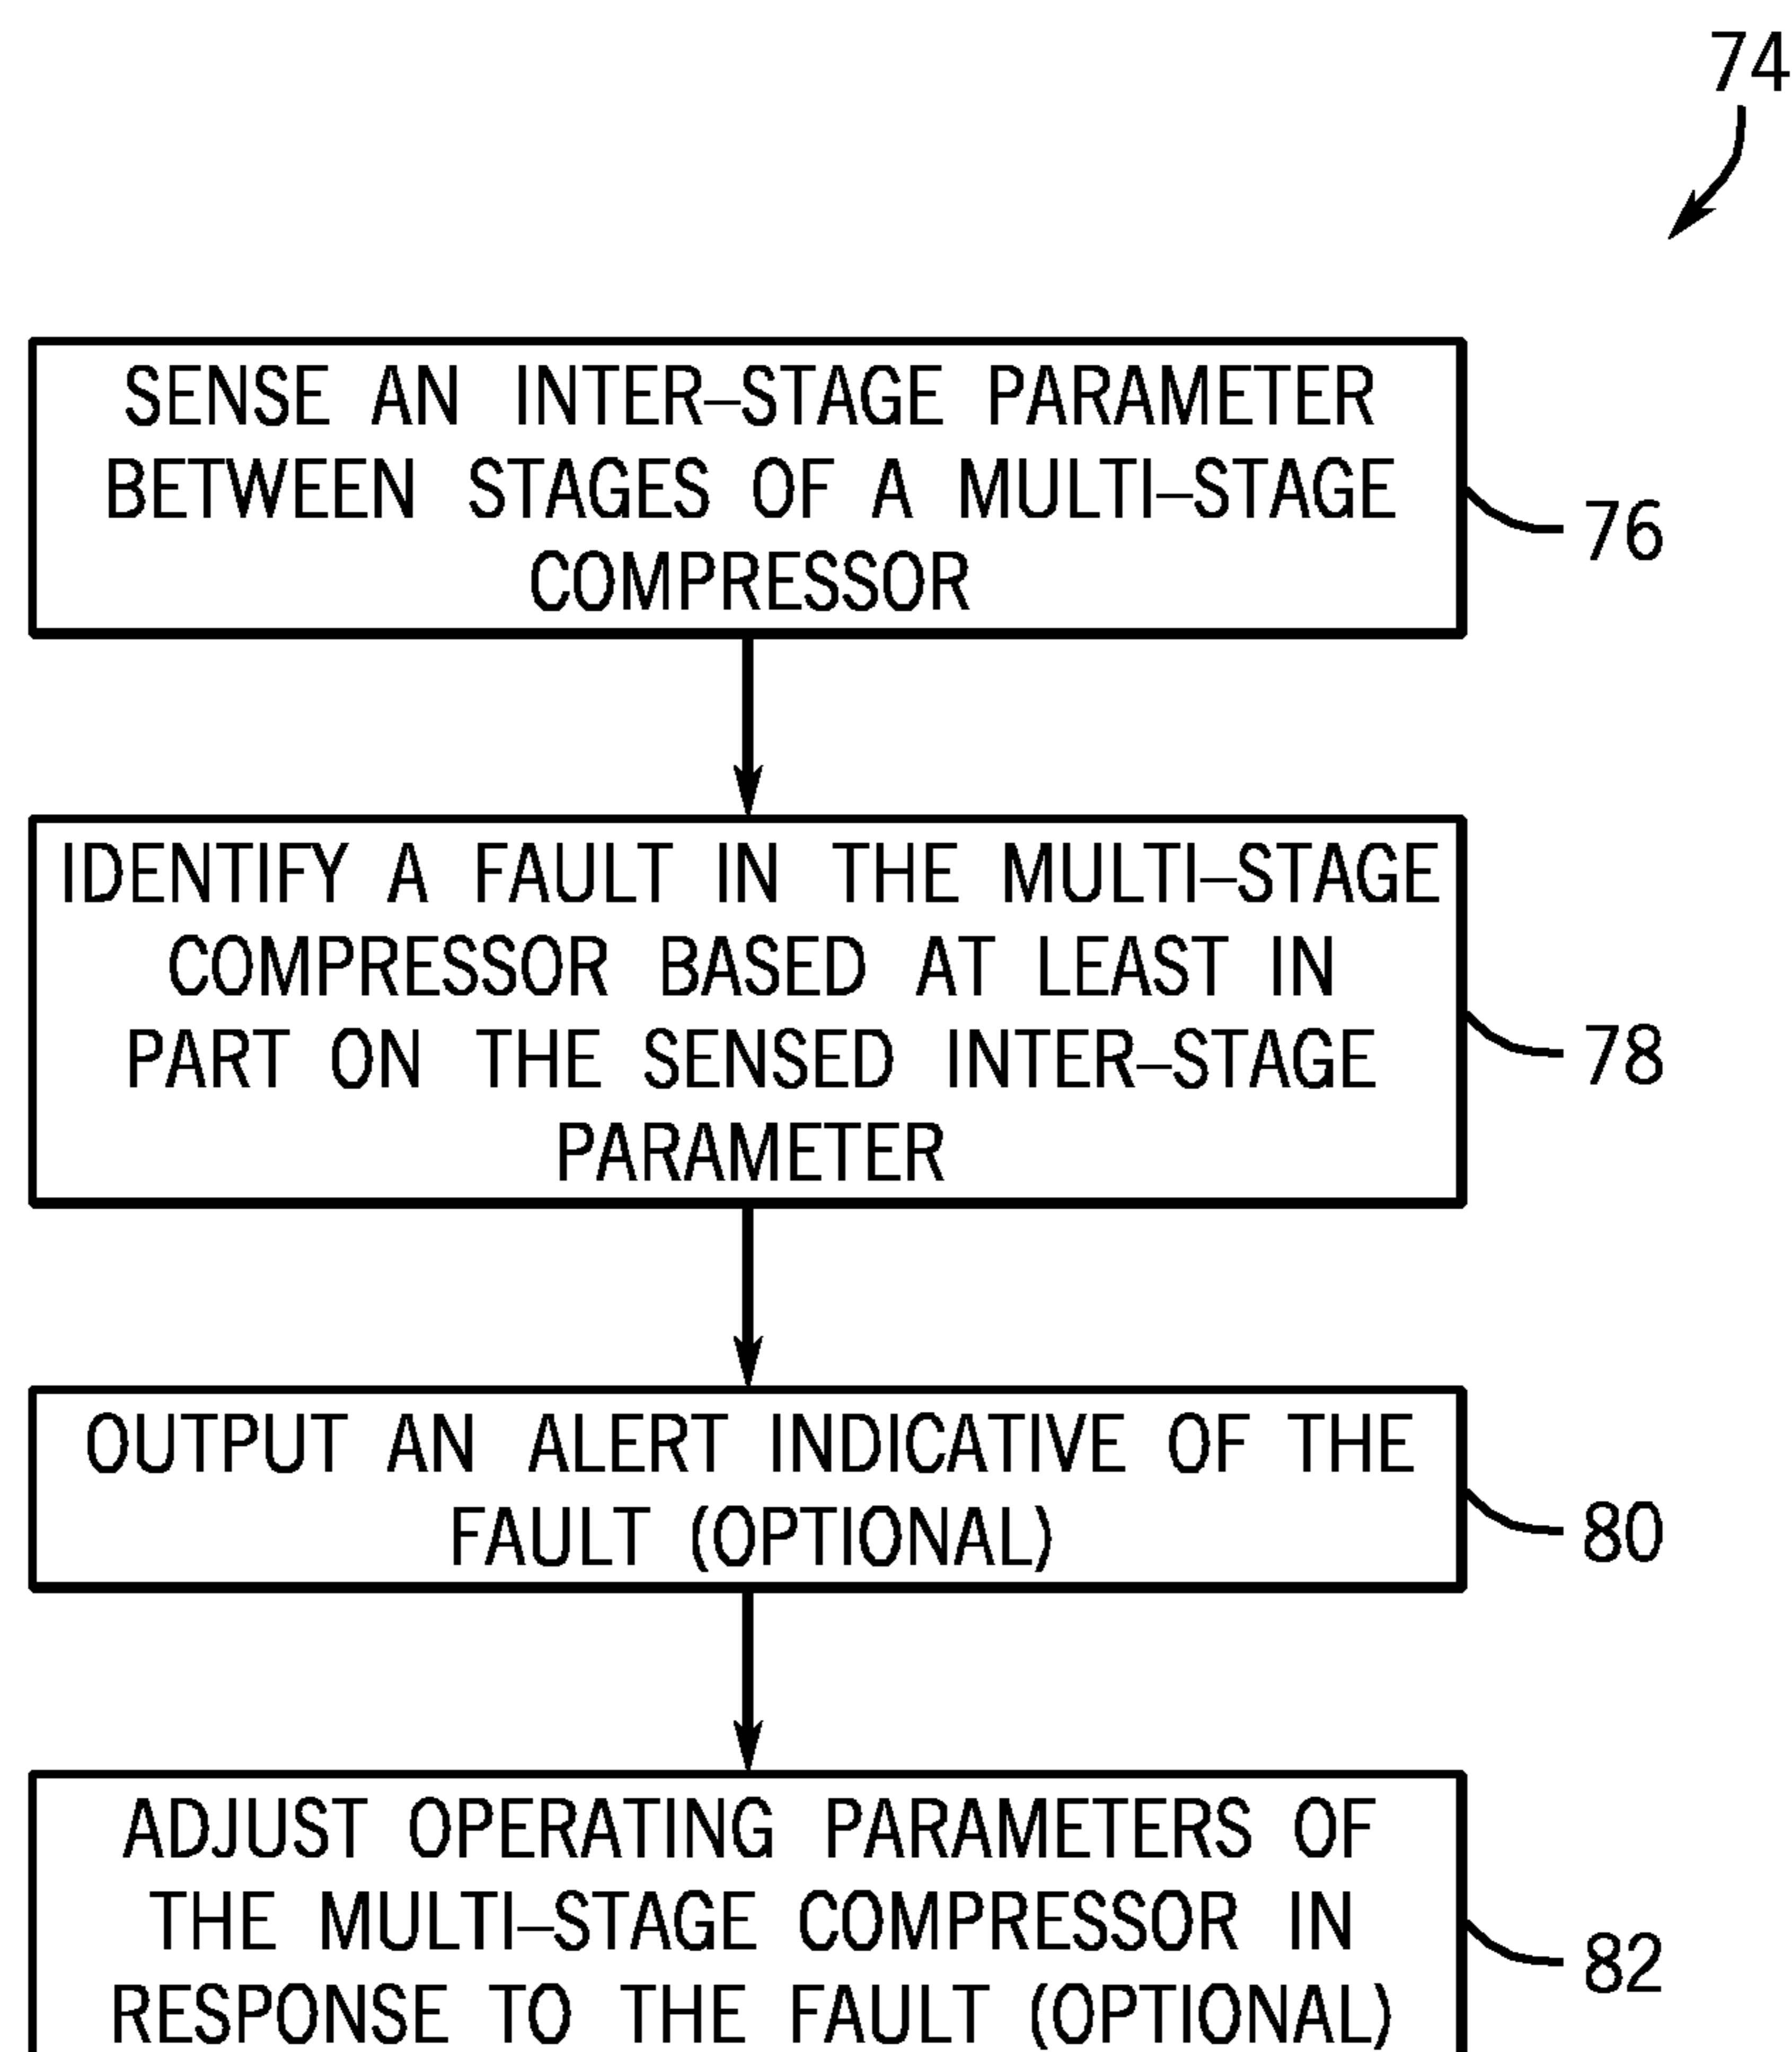 74
SENSE AN INTER–STAGE PARAMETER
BETWEEN STAGES OF A MULTI–STAGE
COMPRESSOR
76
IDENTIFY A FAULT IN THE MULTI–STAGE
COMPRESSOR BASED AT LEAST IN
PART ON THE SENSED INTER–STAGE
PARAMETER
78
OUTPUT AN ALERT INDICATIVE OF THE
FAULT (OPTIONAL)
80
ADJUST OPERATING PARAMETERS OF
THE MULTI–STAGE COMPRESSOR IN
RESPONSE TO THE FAULT (OPTIONAL)
82